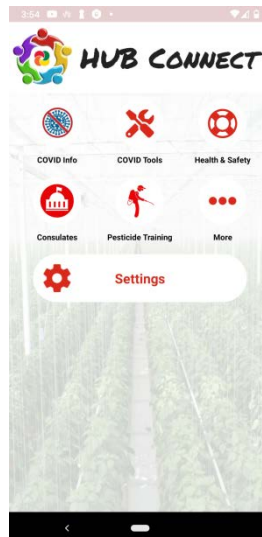 3:54
HUB CONNECT
COVID Info
COVID Tools
Health & Safety
Consulates
Pesticide Training
More
Settings